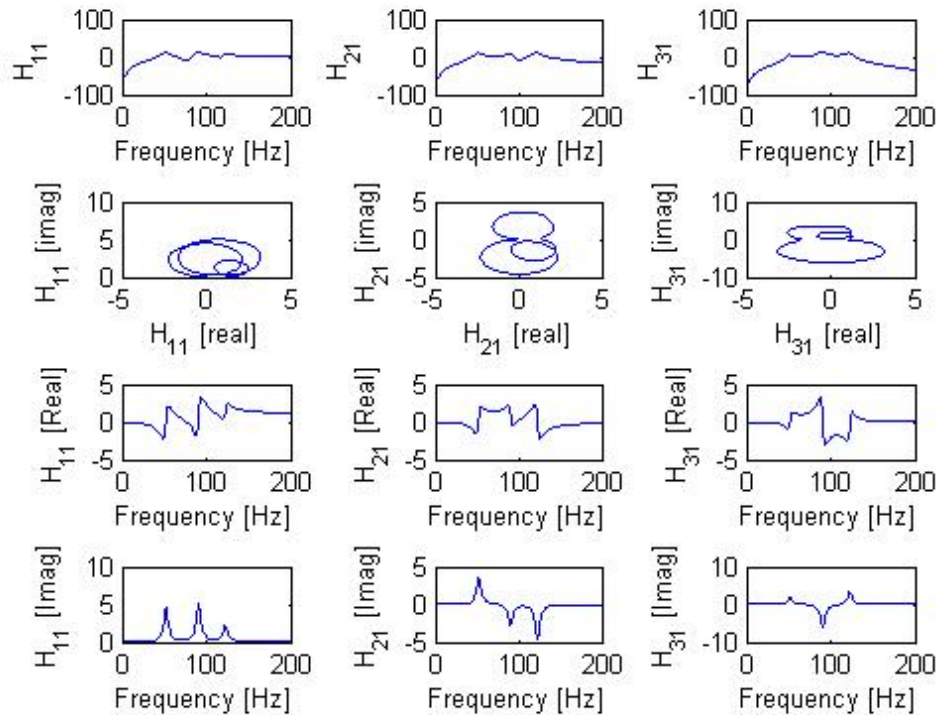 100 100 100
H11 0 H21 0 H31 0
-100 -100 -100
0 100 200 0 100 200 0 100 200
Frequency [Hz] Frequency [Hz] Frequency [Hz]
H11 [imag] 10 5 0 H21 [imag] 5 0 -5 H31 [imag] 10 0 -10
-5 0 5 -5 0 5 -5 0 5
H11 [real] H21 [real] H31 [real]
H11 [Real] 5 0 -5 H21 [Real] 5 0 -5 H31 [Real] 5 0 -5
0 100 200 0 100 200 0 100 200
Frequency [Hz] Frequency [Hz] Frequency [Hz]
H11 [Imag] 10 5 0 H21 [Imag] 5 0 -5 H31 [Imag] 10 0 -10
0 100 200 0 100 200 0 100 200
Frequency [Hz] Frequency [Hz] Frequency [Hz]